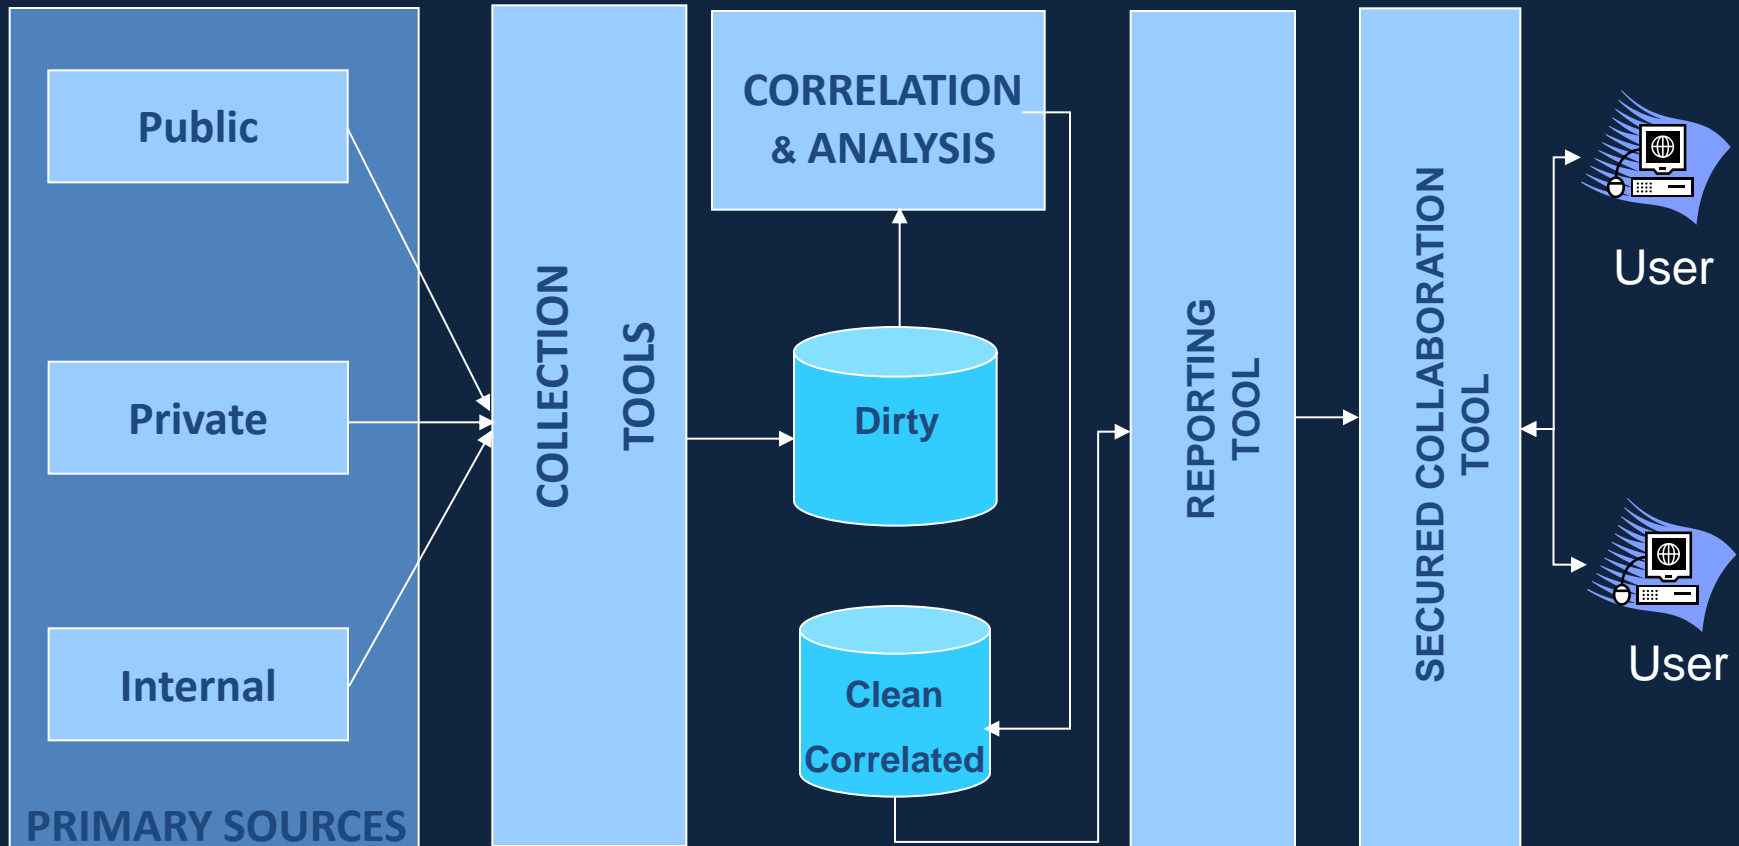 Public
Private
Internal
PRIMARY SOURCES
COLLECTION
TOOLS
CORRELATION
& ANALYSIS
Dirty
Clean
Correlated
REPORTING
TOOL
SECURED COLLABORATION
TOOL
User
User